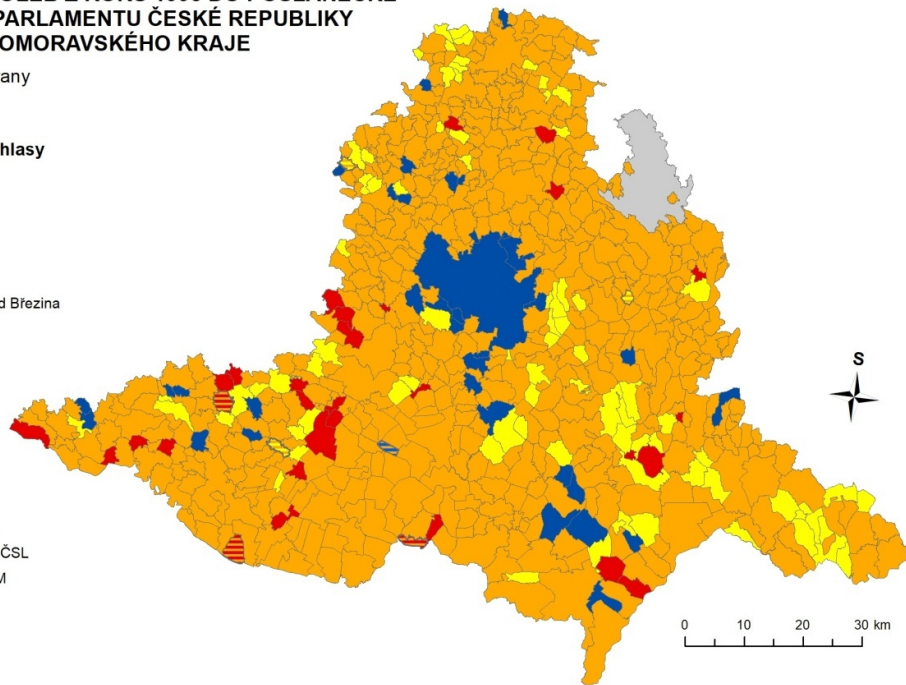 PARLAMENTU ČESKÉ REPUBLIKY
OMORAVSKÉHO KRAJE
any
hlasy
d Březina
S
ČSL
M
0 10 20 30 km